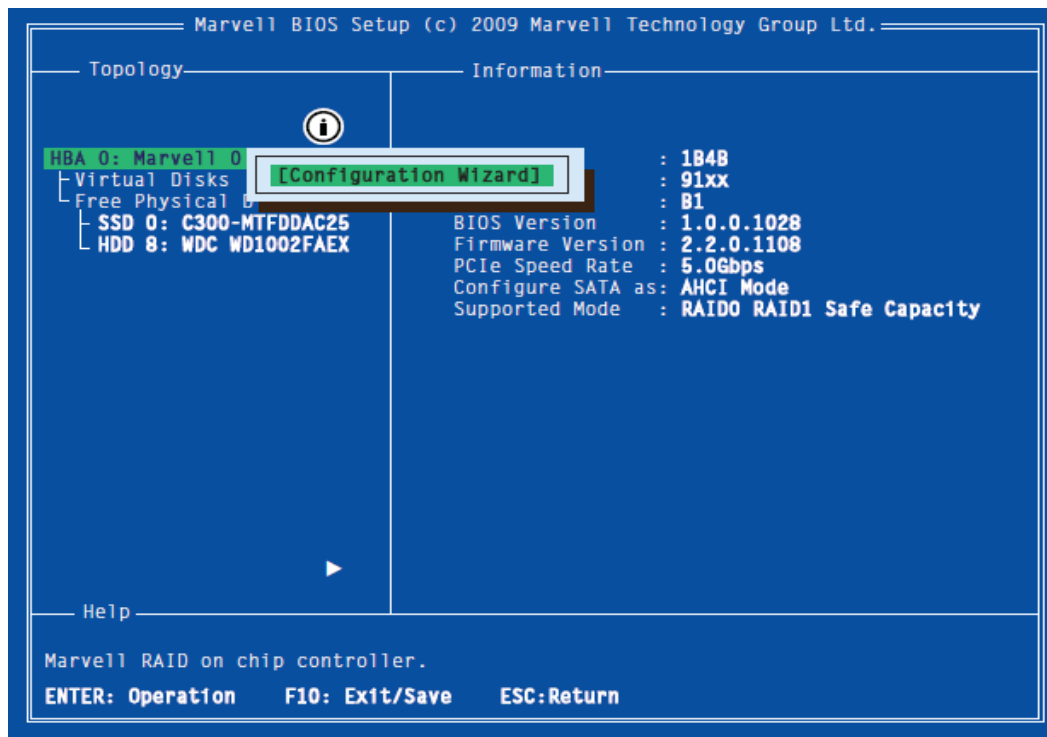 Marvell BIOS Setup (c) 2009 Marvell Technology Group Ltd.
Topology
HBA 0: Marvell 0
Virtual Disks
Free Physical D
SSD 0: C300-MTFDDAC25
HDD 8: WDC WD1002FAEX
[Configuration Wizard]
Information
: 1B4B
: 91xx
: B1
BIOS Version : 1.0.0.1028
Firmware Version : 2.2.0.1108
PCIe Speed Rate : 5.0Gbps
Configure SATA as: AHCI Mode
Supported Mode : RAID0 RAID1 Safe Capacity
Help
Marvell RAID on chip controller.
ENTER: Operation F10: Exit/Save ESC:Return